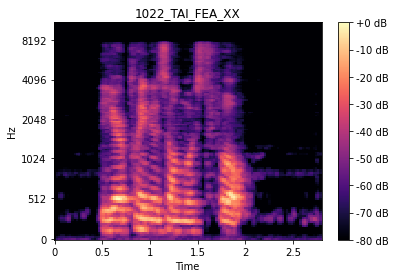 1022_TAI_FEA_XX
+0 dB
8192
-10 dB
4096
-20 dB
-30 dB
2048
Hz
-40 dB
1024
-50 dB
512
-60 dB
-70 dB
0
-80 dB
0 0.5 1 1.5 2 2.5
Time